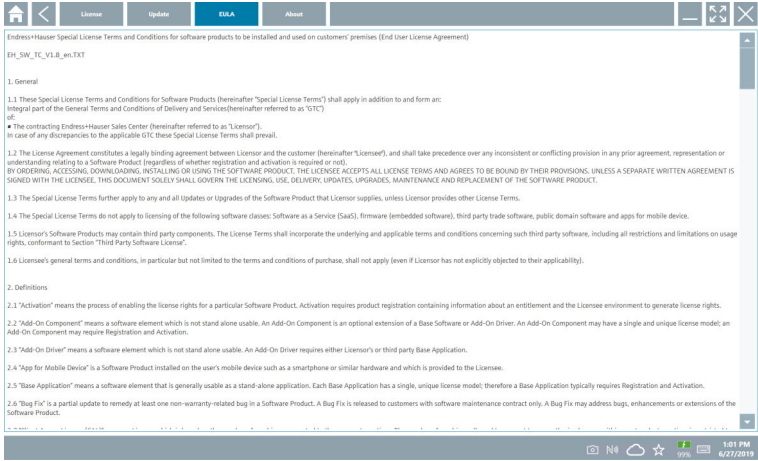 License Update EULA About
Endress+Hauser Special License Terms and Conditions for software products to be installed and used on customers' premises (End User License Agreement)
EH_SW_TC_V1.8_en.TXT
1. General
1.1 These Special License Terms and Conditions for Software Products (hereinafter "Special License Terms") shall apply in addition to and form an:
Integral part of the General Terms and Conditions of Delivery and Services(hereinafter referred to as "GTC")
of:
▪ The contracting Endress+Hauser Sales Center (hereinafter referred to as "Licensor").
In case of any discrepancies to the applicable GTC these Special License Terms shall prevail.
1.2 The License Agreement constitutes a legally binding agreement between Licensor and the customer (hereinafter"Licensee"), and shall take precedence over any inconsistent or conflicting provision in any prior agreement, representation or
understanding relating to a Software Product (regardless of whether registration and activation is required or not).
BY ORDERING, ACCESSING, DOWNLOADING, INSTALLING OR USING THE SOFTWARE PRODUCT. THE LICENSEE ACCEPTS ALL LICENSE TERMS AND AGREES TO BE BOUND BY THEIR PROVISIONS. UNLESS A SEPARATE WRITTEN AGREEMENT IS
SIGNED WITH THE LICENSEE, THIS DOCUMENT SOLELY SHALL GOVERN THE LICENSING, USE, DELIVERY, UPDATES, UPGRADES, MAINTENANCE AND REPLACEMENT OF THE SOFTWARE PRODUCT.
1.3 The Special License Terms further apply to any and all Updates or Upgrades of the Software Product that Licensor supplies, unless Licensor provides other License Terms.
1.4 The Special License Terms do not apply to licensing of the following software classes: Software as a Service (SaaS), firmware (embedded software), third party trade software, public domain software and apps for mobile device.
1.5 Licensor's Software Products may contain third party components. The License Terms shall incorporate the underlying and applicable terms and conditions concerning such third party software, including all restrictions and limitations on usage
rights, conformant to Section "Third Party Software License".
1.6 Licensee's general terms and conditions, in particular but not limited to the terms and conditions of purchase, shall not apply (even if Licensor has not explicitly objected to their applicability).
2. Definitions
2.1 "Activation" means the process of enabling the license rights for a particular Software Product. Activation requires product registration containing information about an entitlement and the Licensee environment to generate license rights.
2.2 "Add-On Component" means a software element which is not stand alone usable. An Add-On Component is an optional extension of a Base Software or Add-On Driver. An Add-On Component may have a single and unique license model; an
Add-On Component may require Registration and Activation.
2.3 "Add-On Driver" means a software element which is not stand alone usable. An Add-On Driver requires either Licensor's or third party Base Application.
2.4 "App for Mobile Device" is a Software Product installed on the user's mobile device such as a smartphone or similar hardware and which is provided to the Licensee.
2.5 "Base Application" means a software element that is generally usable as a stand-alone application. Each Base Application has a single, unique license model; therefore a Base Application typically requires Registration and Activation.
2.6 "Bug Fix" is a partial update to remedy at least one non-warranty-related bug in a Software Product. A Bug Fix is released to customers with software maintenance contract only. A Bug Fix may address bugs, enhancements or extensions of the
Software Product.
99%
1:01 PM
6/27/2019